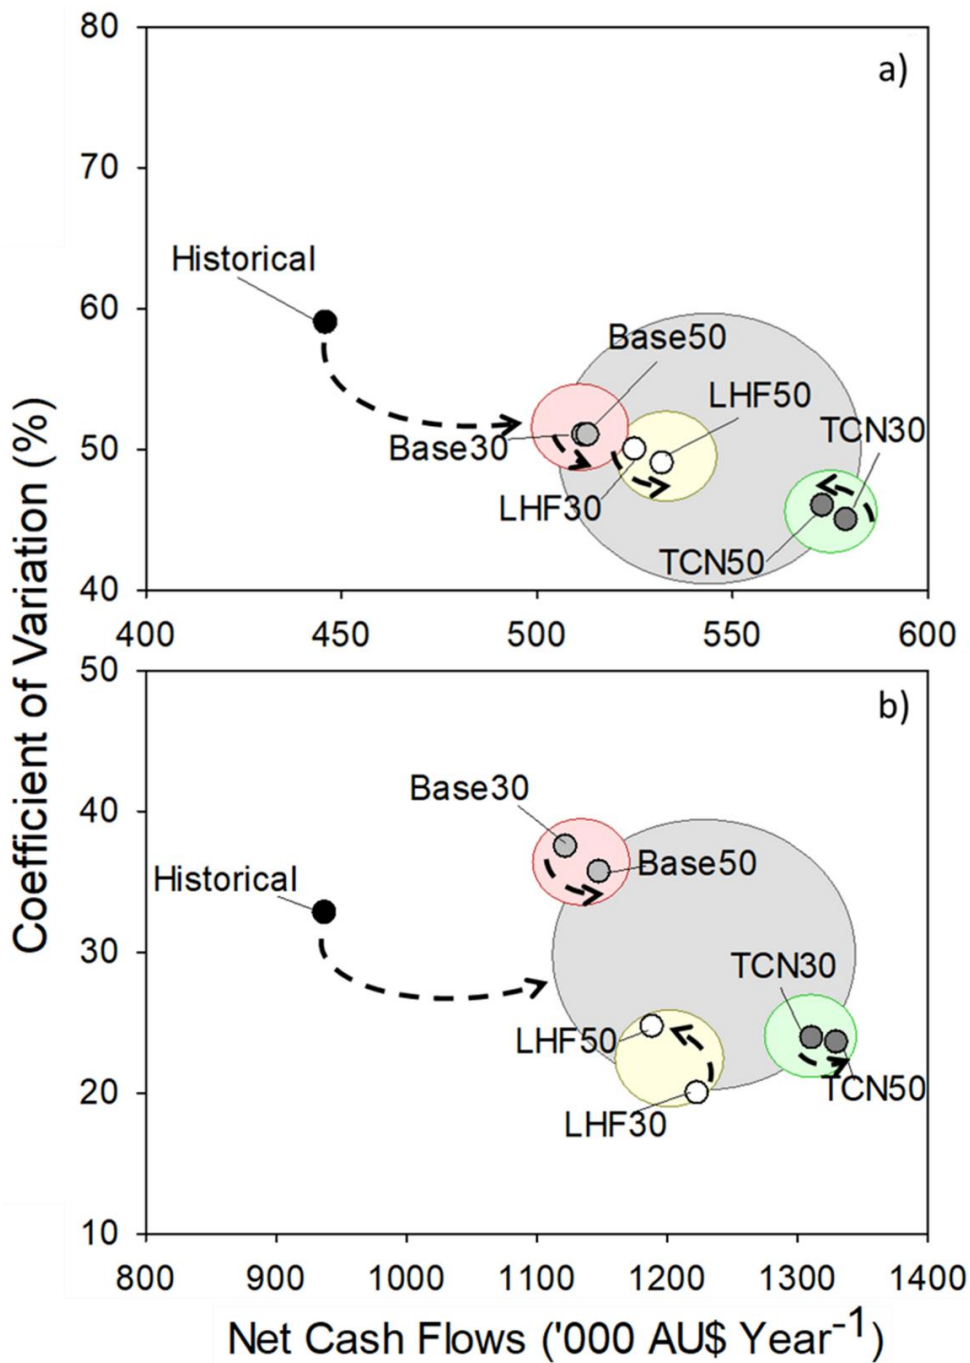 80
a)
70
Historical
60
Base50
LHF50
TCN30
50
Base30
LHF30
TCN50
40
400 450 500 550 600
Coefficient of Variation (%)
50
b)
Base30
40
Base50
Historical
30
TCN30
LHF50
20
TCN50
LHF30
10
800 900 1000 1100 1200 1300 1400
Net Cash Flows ('000 AU$ Year⁻¹)